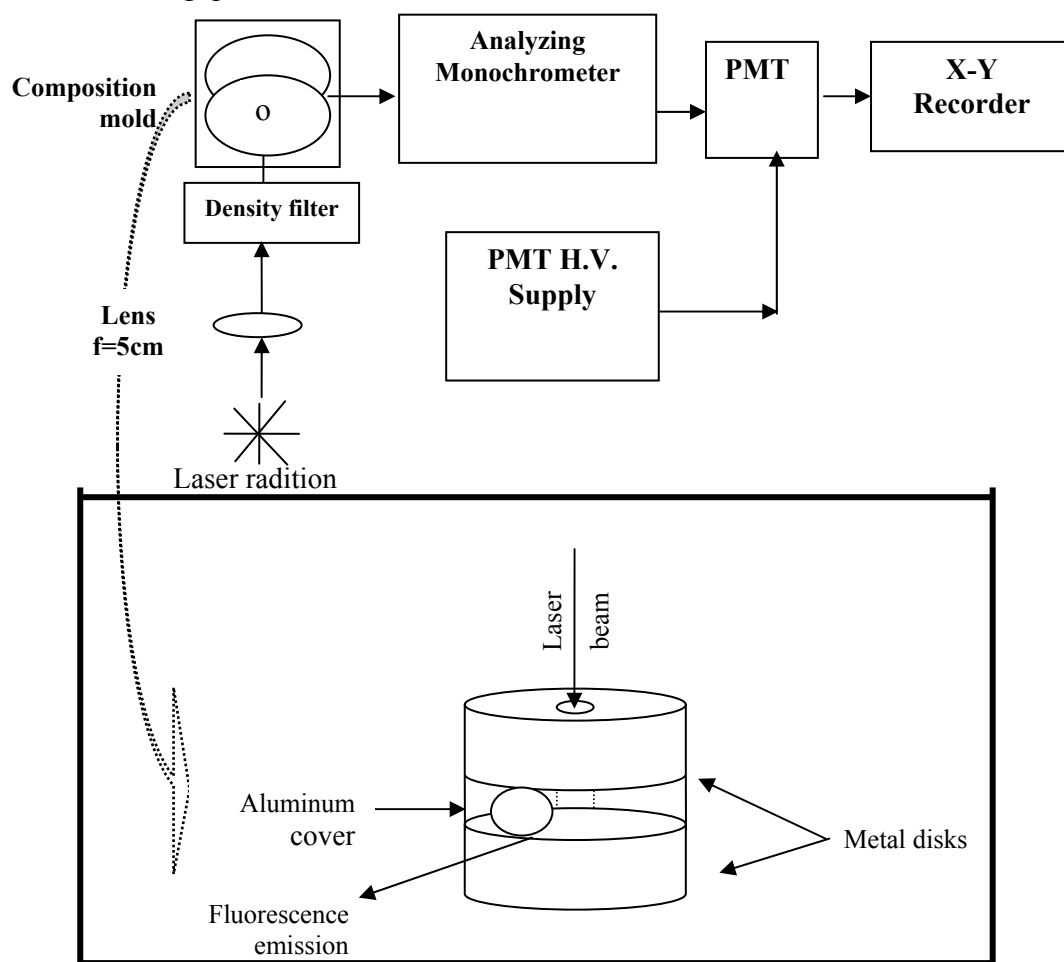 Analyzing
Monochrometer
PMT
X-Y
Recorder
Composition
mold
o
Density filter
PMT H.V.
Supply
Lens
f=5cm
Laser radition
Laser
beam
Aluminum
cover
Metal disks
Fluorescence
emission